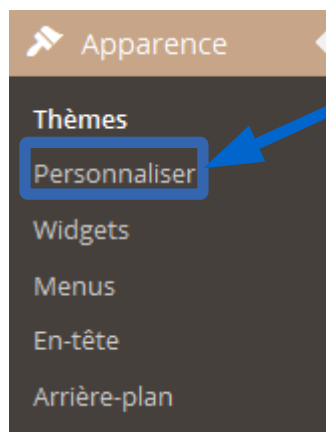 Apparence
Thèmes
Personnaliser
Widgets
Menus
En-tête
Arrière-plan